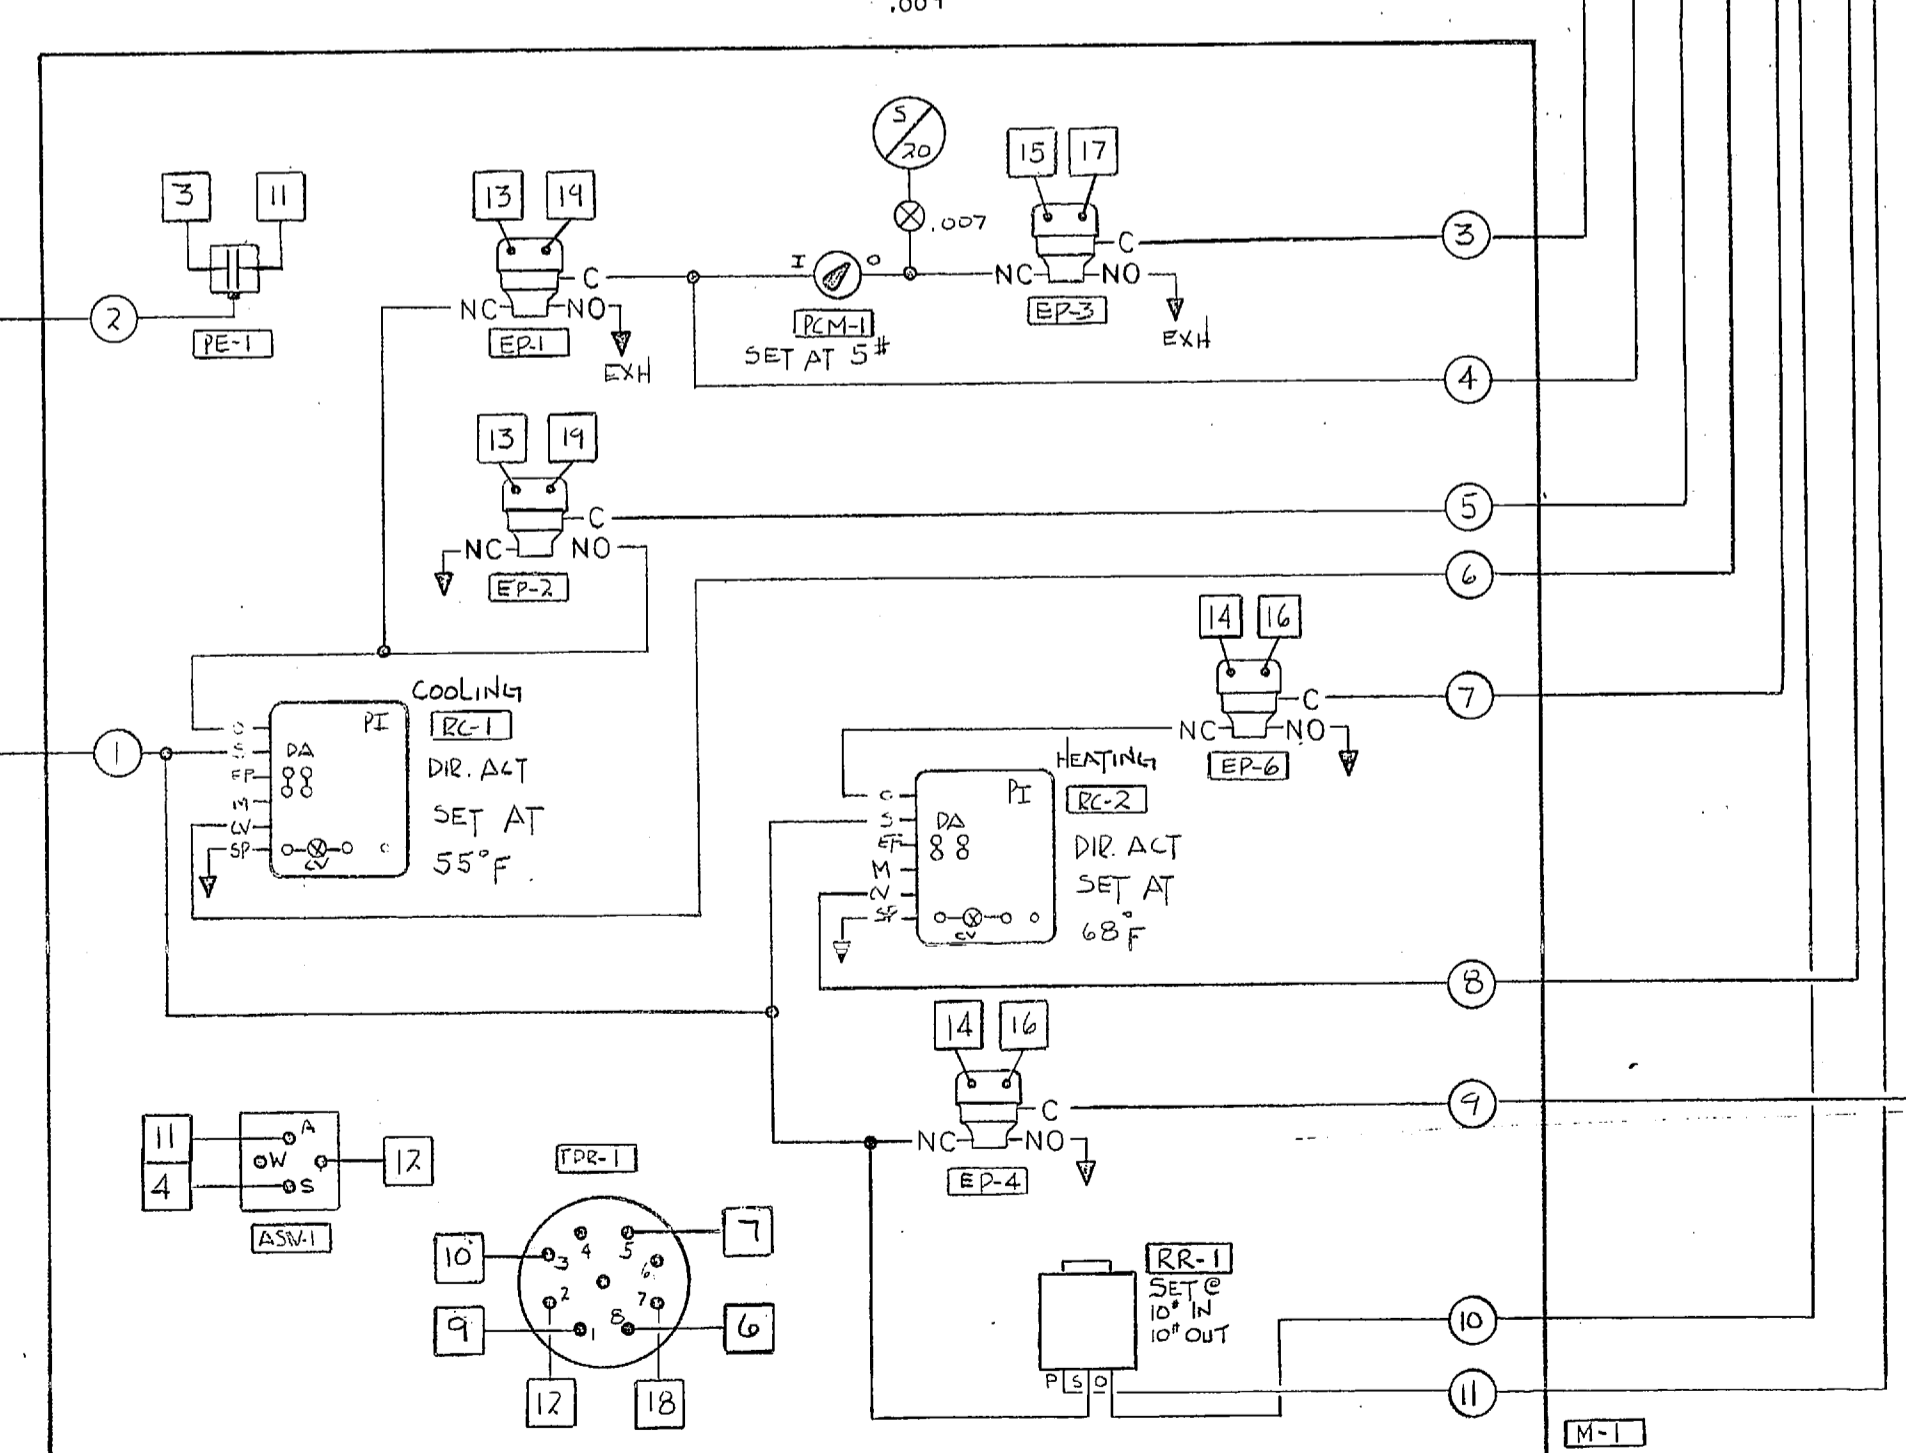 .007
S
20
.007
3
11
2
PE-1
13
19
C
NC
NO
EP-1
EXH
I
O
PCM-1
SET AT 5#
15
17
C
NC
NO
EP-3
EXH
3
4
13
19
C
NC
NO
EP-2
5
6
14
16
C
NC
NO
EP-6
7
1
COOLING
RC-1
DIR. ACT
SET AT
55°F
PI
DA
O
S
EP
M
CV
SP
CV
HEATING
RC-2
DIR. ACT
SET AT
68°F
PI
DA
O
S
EP
M
CV
SP
CV
8
14
16
C
NC
NO
EP-4
9
11
4
A
W
S
12
ASN-1
TDR-1
10
9
12
18
6
7
3
4
5
6
2
7
1
8
RR-1
SET @
10# IN
10# OUT
P S O
10
11
M-1